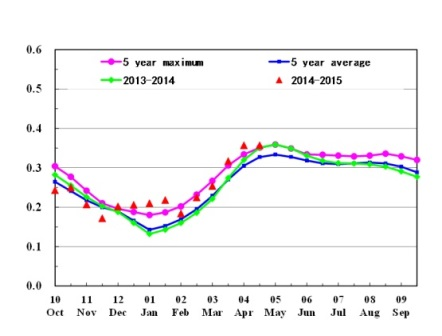 0.6
5 year maximum 5 year average
2013-2014 2014-2015
0.5
0.4
0.3
0.2
0.1
0.0
10 11 12 01 02 03 04 05 06 07 08 09
Oct Nov Dec Jan Feb Mar Apr May Jun Jul Aug Sep